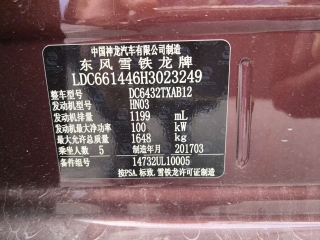 中国神龙汽车有限公司制造
东风雪铁龙牌
LDC661446H3023249
整车型号 DC6432TXAB12
发动机型号 HN03
发动机排量 1199 mL
发动机最大净功率 100 kW
最大允许总质量 1648 kg
乘坐人数 5 制造年月 201703
备件组号 14732UL10005
按PSA.标致.雪铁龙许可证制造